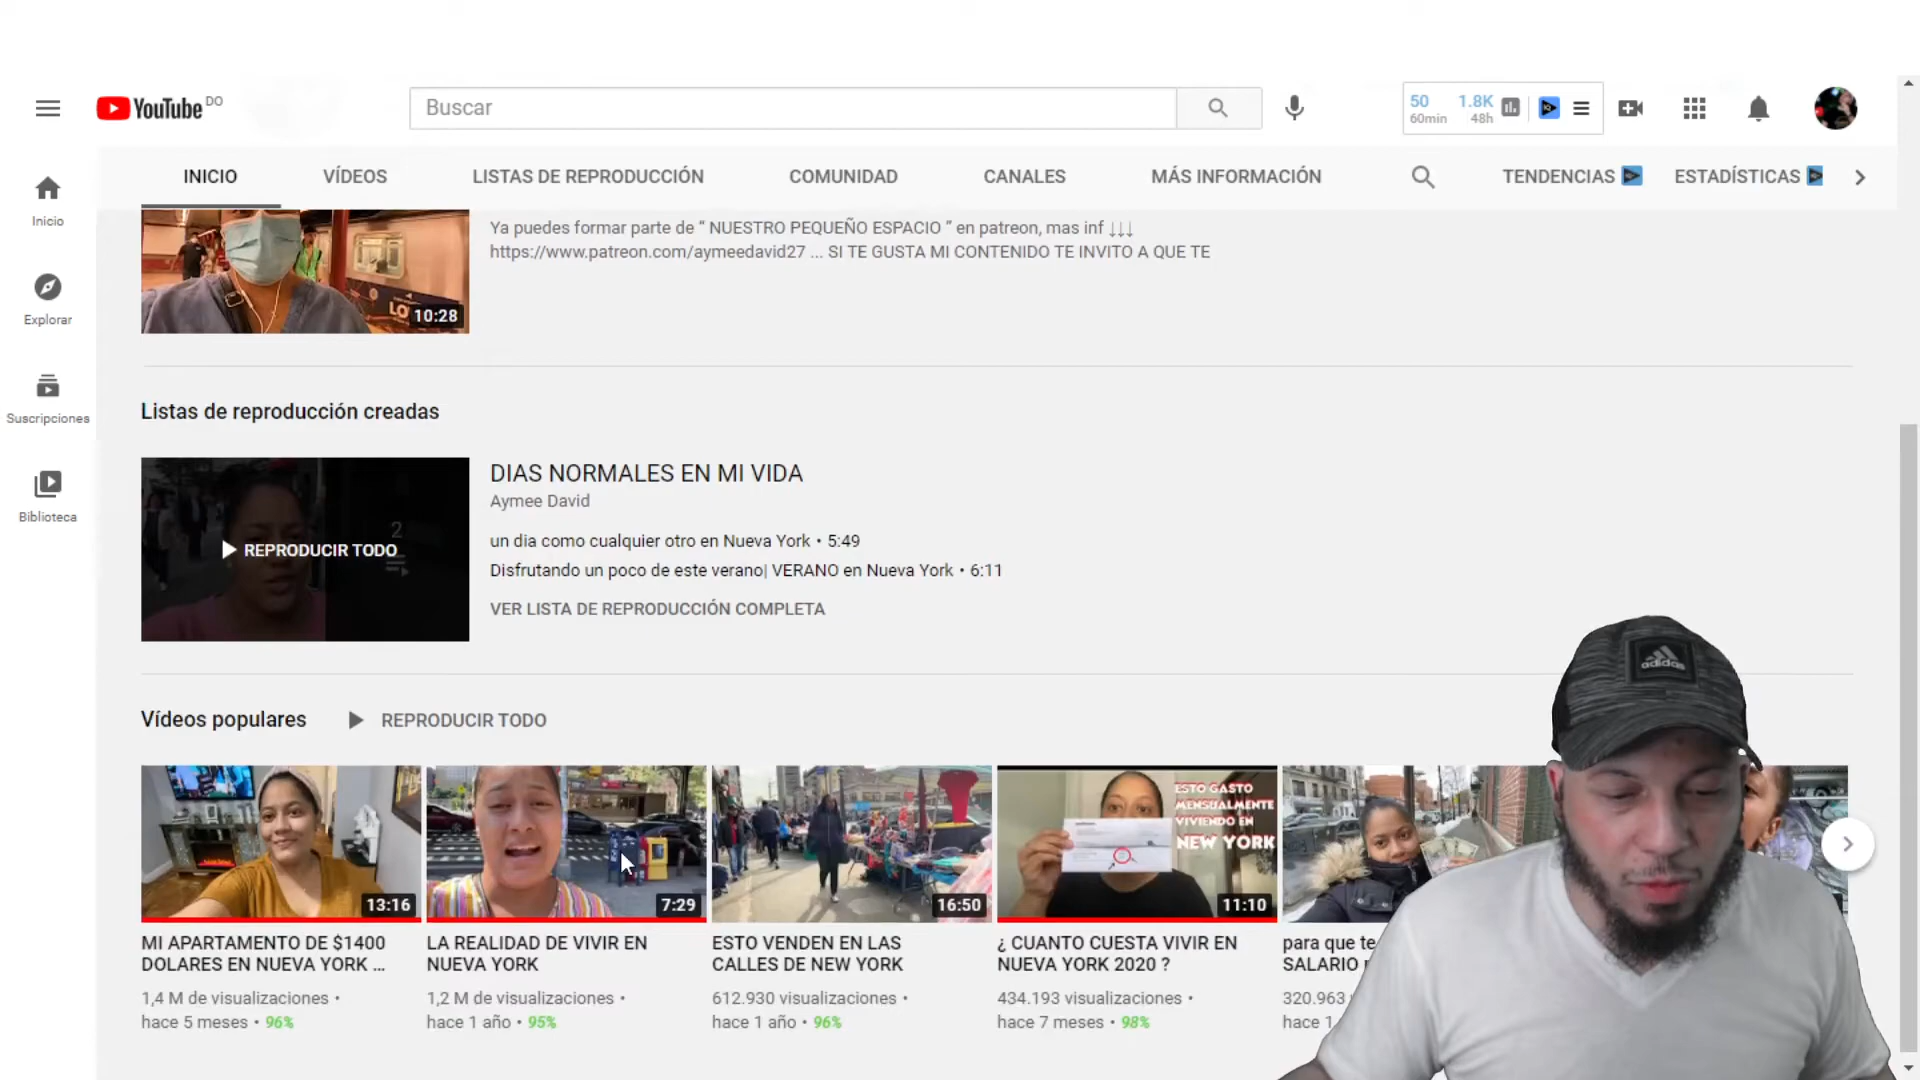 YouTube DO
Buscar
50 1.8K
60min 48h
INICIO VÍDEOS LISTAS DE REPRODUCCIÓN COMUNIDAD CANALES MÁS INFORMACIÓN TENDENCIAS ESTADÍSTICAS
Inicio
Explorar
Suscripciones
Biblioteca
Ya puedes formar parte de “ NUESTRO PEQUEÑO ESPACIO ” en patreon, mas inf ↓↓↓
https://www.patreon.com/aymeedavid27 ... SI TE GUSTA MI CONTENIDO TE INVITO A QUE TE
LO
10:28
Listas de reproducción creadas
2
REPRODUCIR TODO
DIAS NORMALES EN MI VIDA
Aymee David
un dia como cualquier otro en Nueva York • 5:49
Disfrutando un poco de este verano| VERANO en Nueva York • 6:11
VER LISTA DE REPRODUCCIÓN COMPLETA
Vídeos populares REPRODUCIR TODO
13:16
MI APARTAMENTO DE $1400
DOLARES EN NUEVA YORK ...
1,4 M de visualizaciones •
hace 5 meses • 96%
7:29
LA REALIDAD DE VIVIR EN
NUEVA YORK
1,2 M de visualizaciones •
hace 1 año • 95%
16:50
ESTO VENDEN EN LAS
CALLES DE NEW YORK
612.930 visualizaciones •
hace 1 año • 96%
ESTO GASTO
MENSUALMENTE
VIVIENDO EN
NEW YORK
11:10
¿ CUANTO CUESTA VIVIR EN
NUEVA YORK 2020 ?
434.193 visualizaciones •
hace 7 meses • 98%
para que te
SALARIO
320.963
hace 1
adidas